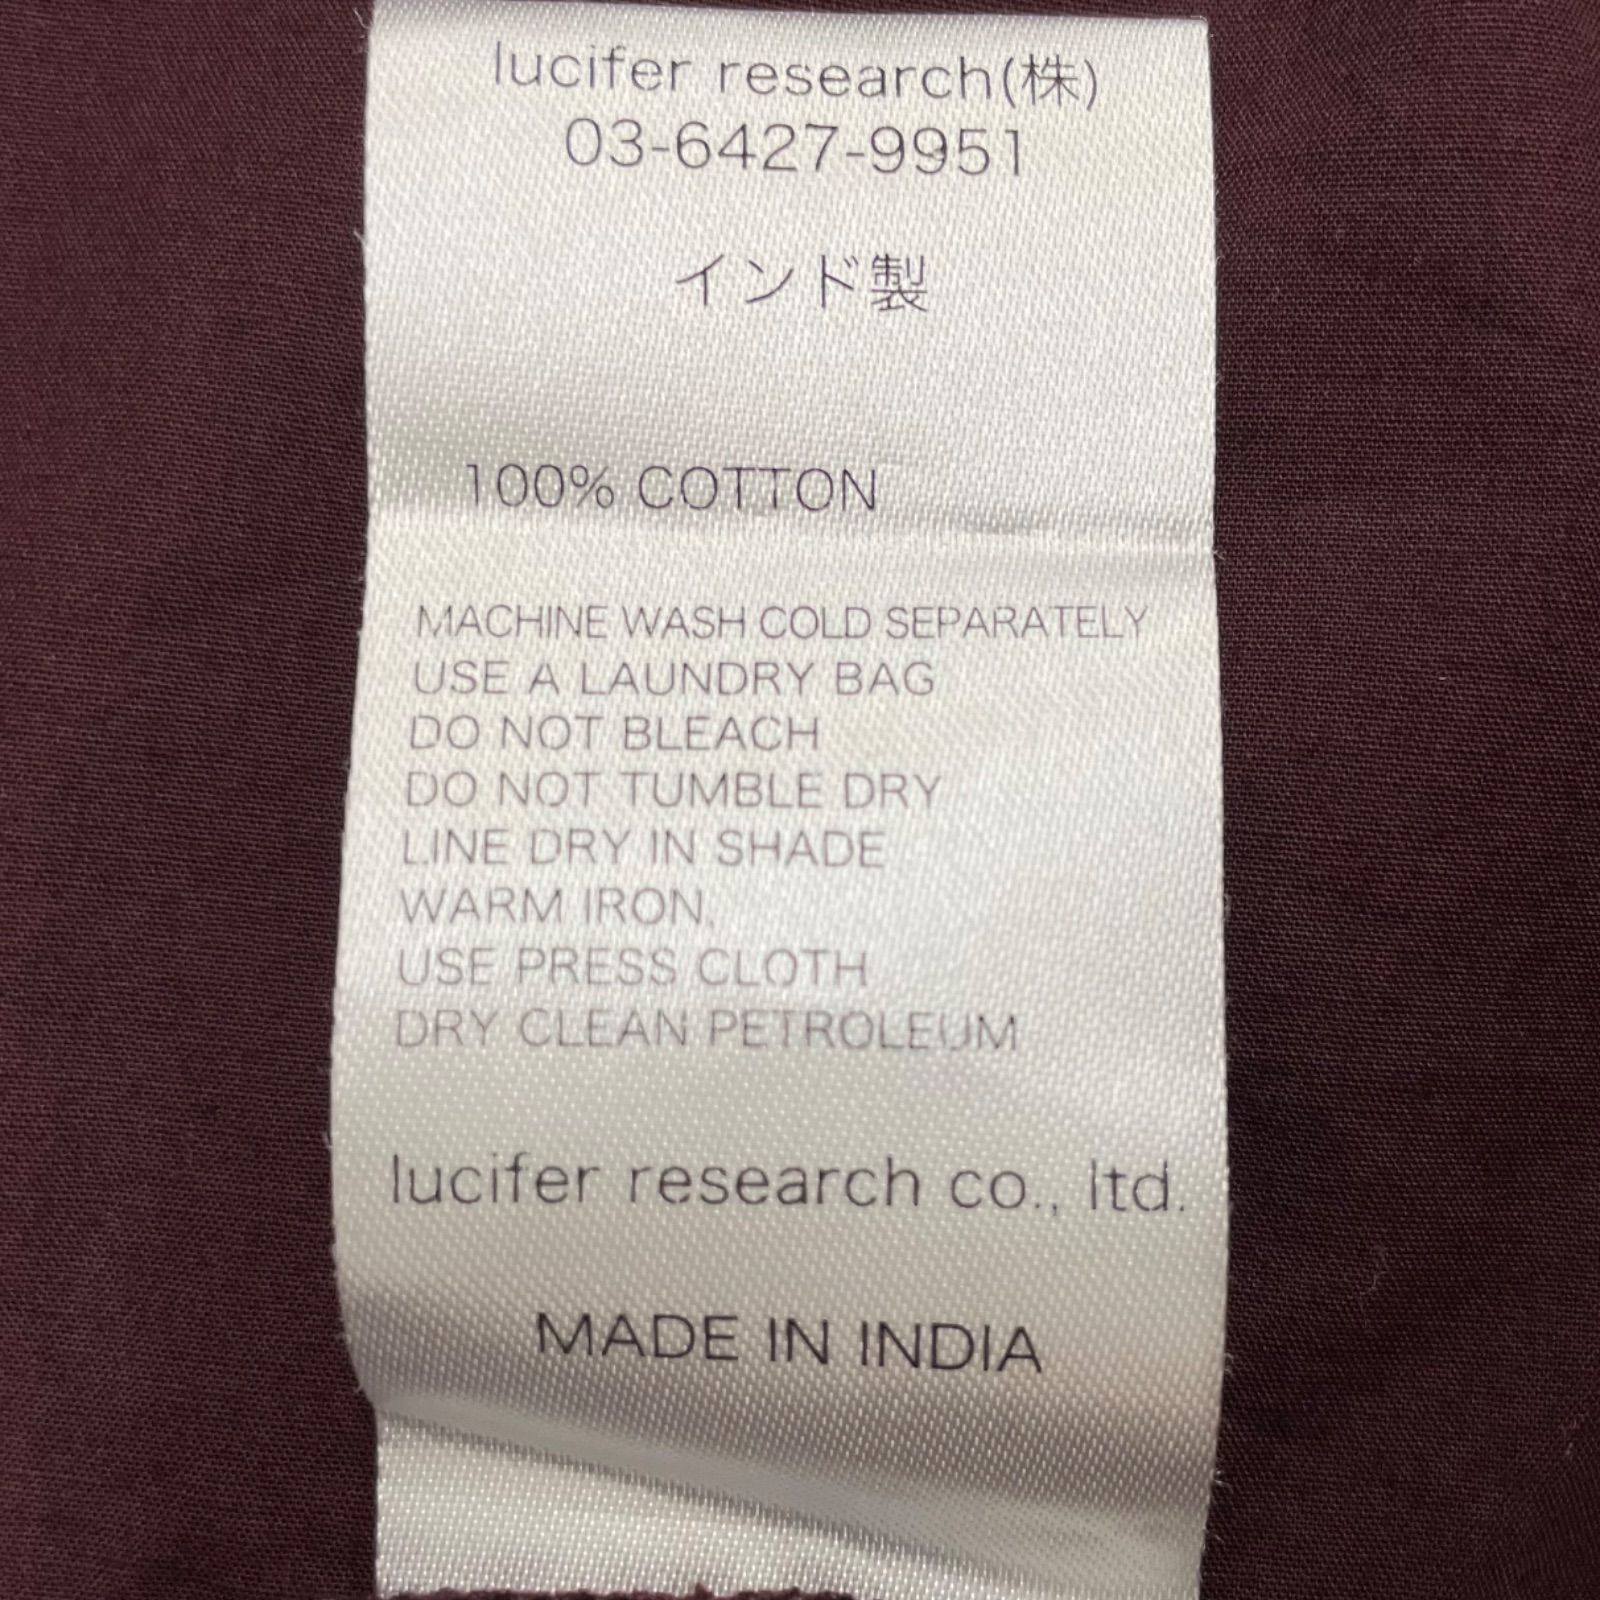 lucifer research(株)
03-6427-9951
インド製
100% COTTON
MACHINE WASH COLD SEPARATELY
USE A LAUNDRY BAG
DO NOT BLEACH
DO NOT TUMBLE DRY
LINE DRY IN SHADE
WARM IRON,
USE PRESS CLOTH
DRY CLEAN PETROLEUM
lucifer research co., ltd.
MADE IN INDIA